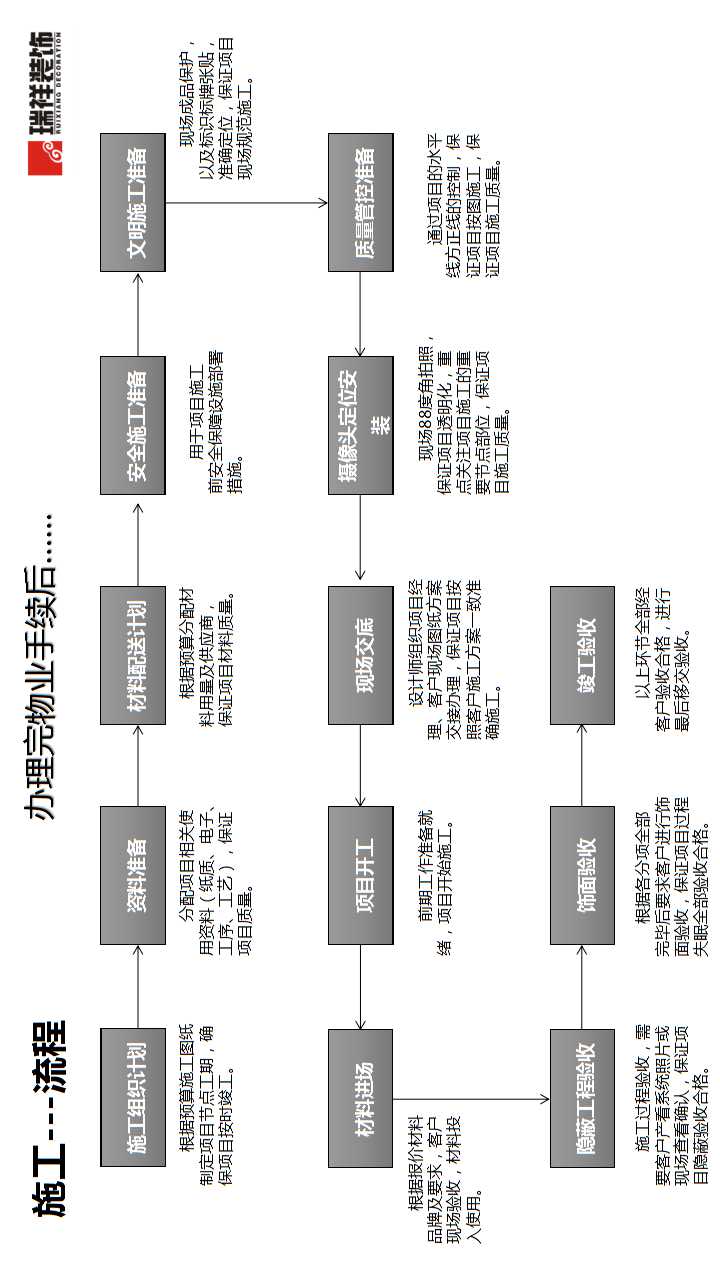 施工---流程
办理完物业手续后……
瑞祥装饰
RUIXIANG DECORATION
施工组织计划
根据预算施工图纸
制定项目节点工期，确
保项目按时竣工。
资料准备
分配项目相关使
用资料（纸质、电子、
工序、工艺），保证
项目质量。
材料配送计划
根据预算分配材
料用量及供应商，
保证项目材料质量。
安全施工准备
用于项目施工
前安全保障设施部署
措施。
文明施工准备
现场成品保护，
以及标识标牌张贴，
准确定位，保证项目
现场规范施工。
质量管控准备
通过项目的水平
线方正线的控制，保
证项目按图施工，保
证项目施工质量。
摄像头定位安
装
现场88度角拍照，
保证项目透明化，重
点关注项目施工的重
要节点部位，保证项
目施工质量。
现场交底
设计师组织项目经
理、客户现场图纸方案
交接办理，保证项目按
照客户施工方案一致准
确施工。
项目开工
前期工作准备就
绪，项目开始施工。
材料进场
根据报价材料
品牌及要求，客户
现场验收，材料投
入使用。
隐蔽工程验收
施工过程验收，需
要客户产看系统照片或
现场查看确认，保证项
目隐蔽验收合格。
饰面验收
根据各分项全部
完毕后要求客户进行饰
面验收，保证项目过程
失眠全部验收合格。
竣工验收
以上环节全部经
客户验收合格，进行
最后移交验收。